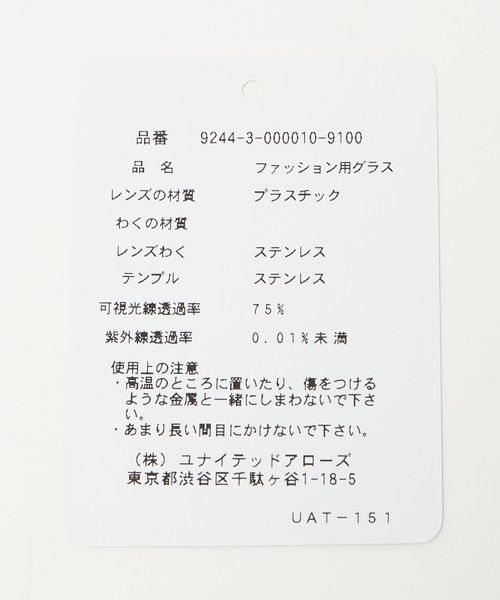 品番 9244-3-000010-9100
品 名 ファッション用グラス
レンズの材質 プラスチック
わくの材質
レンズわく ステンレス
テンプル ステンレス
可視光線透過率 75%
紫外線透過率 0.01%未満
使用上の注意
・高温のところに置いたり、傷をつける
ような金属と一緒にしまわないで下さ
い。
・あまり長い間目にかけないで下さい。
（株）ユナイテッドアローズ
東京都渋谷区千駄ヶ谷1-18-5
UAT-151